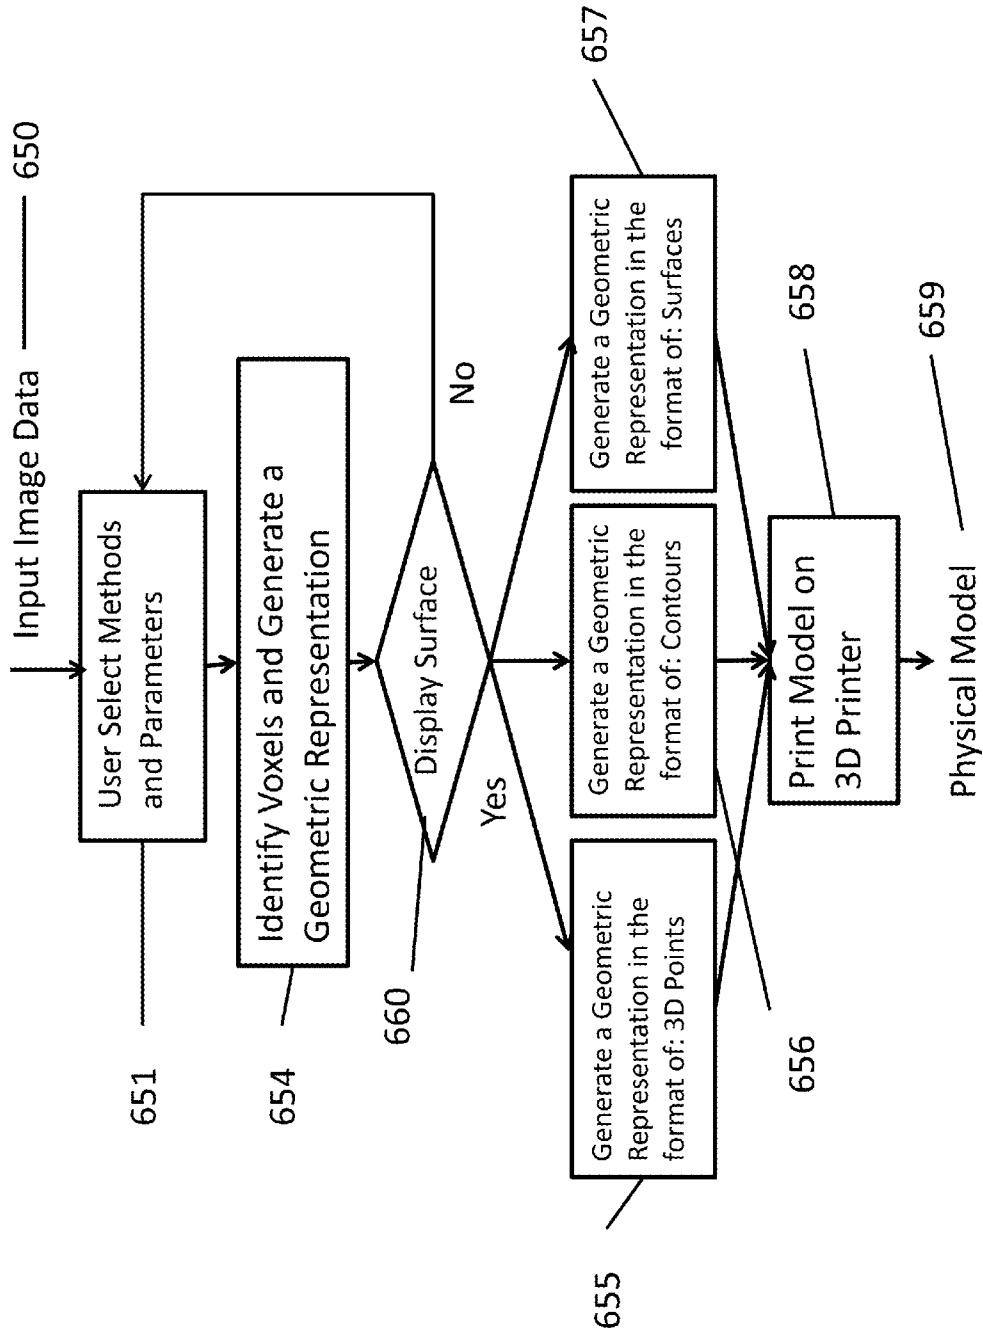 Input Image Data
650
User Select Methods
and Parameters
651
Identify Voxels and Generate a
Geometric Representation
654
Display Surface
660
No
Yes
Generate a Geometric
Representation in the
format of: 3D Points
655
Generate a Geometric
Representation in the
format of: Contours
656
Generate a Geometric
Representation in the
format of: Surfaces
657
Print Model on
3D Printer
658
Physical Model
659